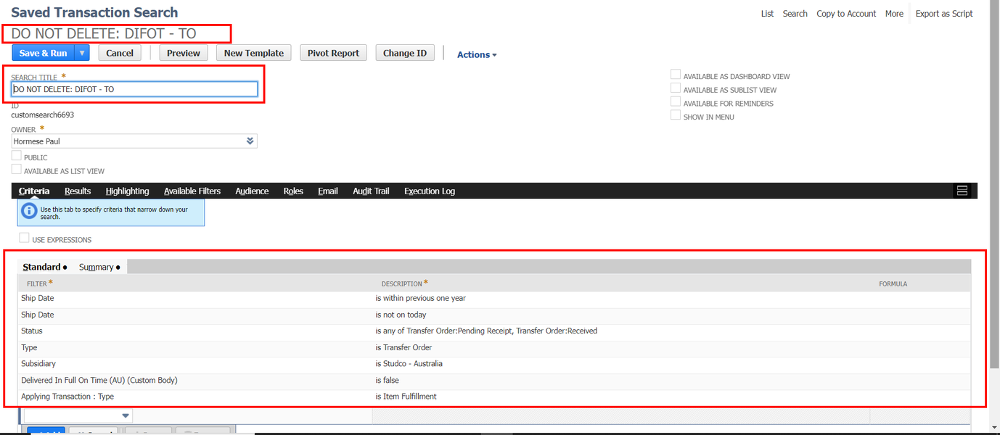 Saved Transaction Search
List Search Copy to Account More Export as Script
DO NOT DELETE: DIFOT - TO
Save & Run Cancel Preview New Template Pivot Report Change ID Actions
SEARCH TITLE *
DO NOT DELETE: DIFOT - TO
ID
customsearch6693
OWNER *
Hormese Paul
PUBLIC
AVAILABLE AS LIST VIEW
AVAILABLE AS DASHBOARD VIEW
AVAILABLE AS SUBLIST VIEW
AVAILABLE FOR REMINDERS
SHOW IN MENU
Criteria Results Highlighting Available Filters Audience Roles Email Audit Trail Execution Log
Use this tab to specify criteria that narrow down your
search.
USE EXPRESSIONS
Standard • Summary •
FILTER * DESCRIPTION * FORMULA
Ship Date is within previous one year
Ship Date is not on today
Status is any of Transfer Order:Pending Receipt, Transfer Order:Received
Type is Transfer Order
Subsidiary is Studco - Australia
Delivered In Full On Time (AU) (Custom Body) is false
Applying Transaction : Type is Item Fulfillment